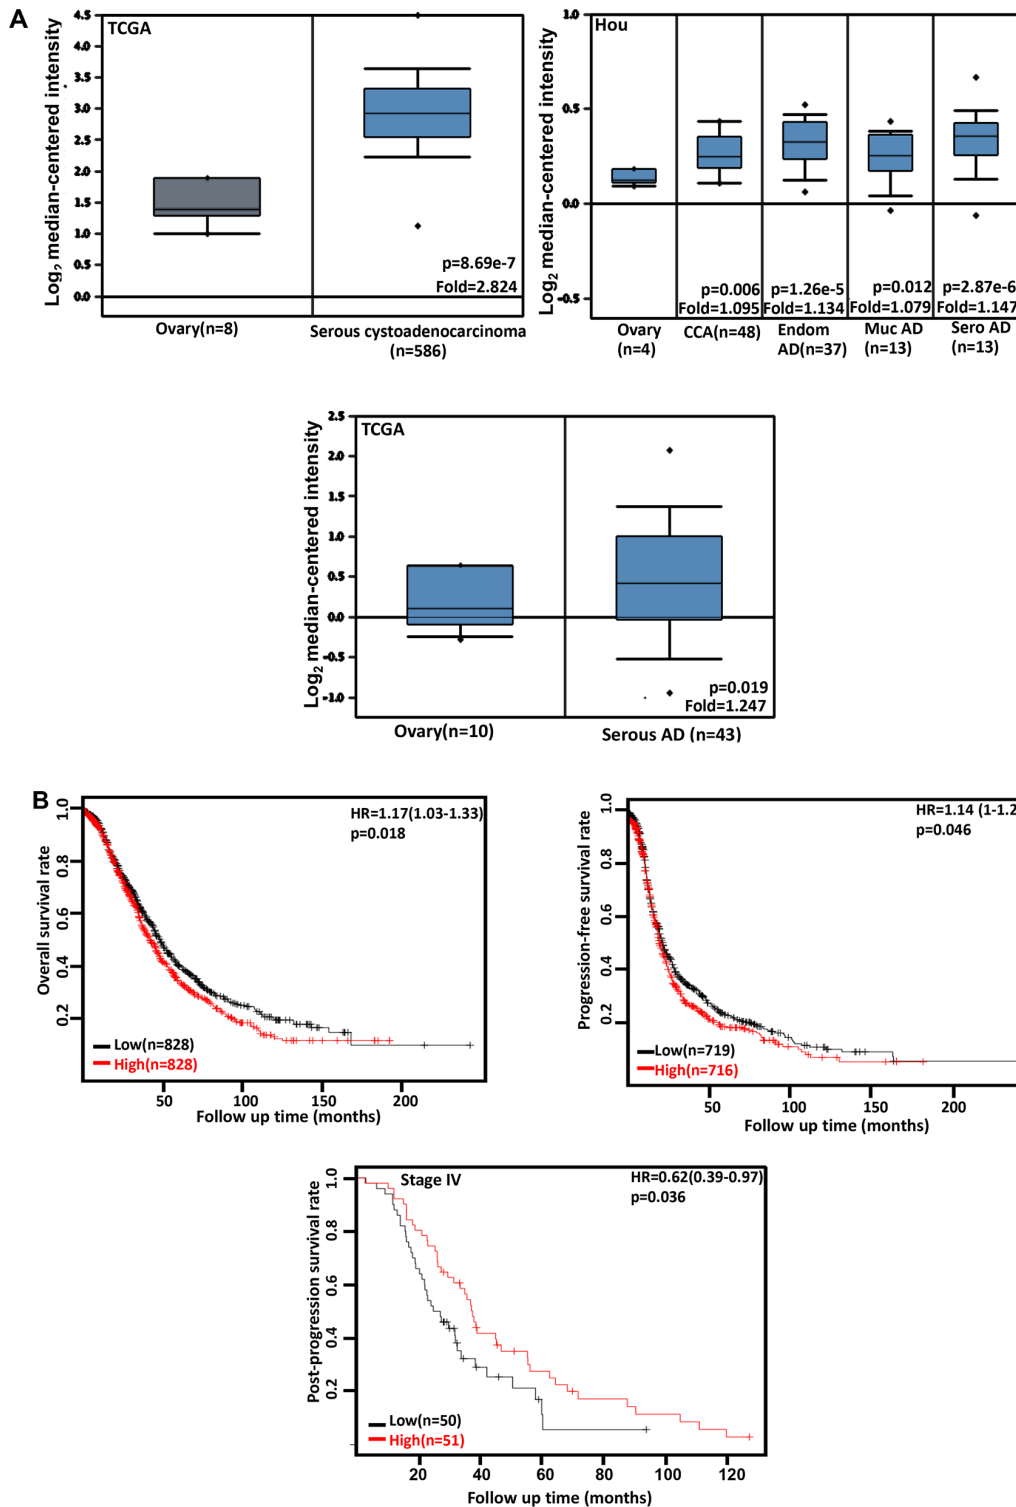 A
TCGA
Log2 median-centered intensity
4.5
4.0
3.5
3.0
2.5
2.0
1.5
1.0
0.5
0.0
p=8.69e-7
Fold=2.824
Ovary(n=8)
Serous cystoadenocarcinoma
(n=586)
Hou
Log2 median-centered intensity
1.0
0.5
0.0
-0.5
p=0.006
Fold=1.095
p=1.26e-5
Fold=1.134
p=0.012
Fold=1.079
p=2.87e-6
Fold=1.147
Ovary
(n=4)
CCA(n=48)
Endom
AD(n=37)
Muc AD
(n=13)
Sero AD
(n=13)
TCGA
Log2 median-centered intensity
2.5
2.0
1.5
1.0
0.5
0.0
-0.5
-1.0
p=0.019
Fold=1.247
Ovary(n=10)
Serous AD (n=43)
B
Overall survival rate
1.0
0.8
0.6
0.4
0.2
HR=1.17(1.03-1.33)
p=0.018
Low(n=828)
High(n=828)
50 100 150 200
Follow up time (months)
Progression-free survival rate
1.0
0.8
0.6
0.4
0.2
HR=1.14 (1-1.2
p=0.046
Low(n=719)
High(n=716)
50 100 150 200
Follow up time (months)
Stage IV
Post-progression survival rate
1.0
0.8
0.6
0.4
0.2
HR=0.62(0.39-0.97)
p=0.036
Low(n=50)
High(n=51)
20 40 60 80 100 120
Follow up time (months)